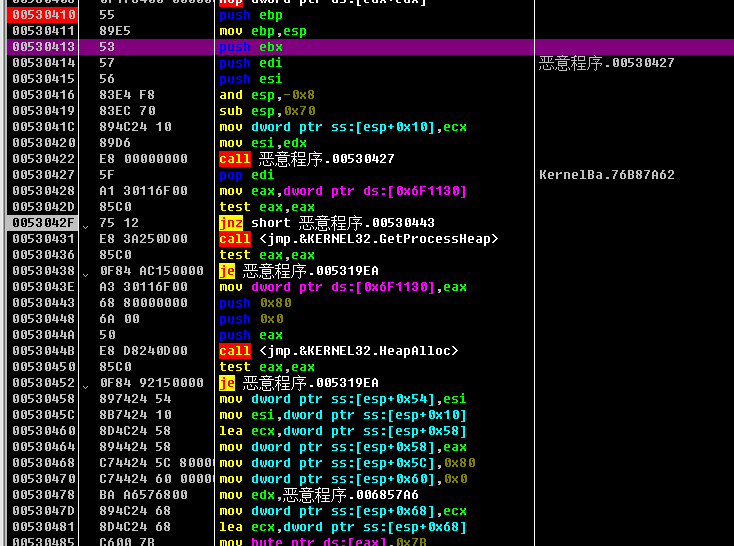 00530410 55 push ebp
00530411 89E5 mov ebp,esp
00530413 53 push ebx
00530414 57 push edi 恶意程序.00530427
00530415 56 push esi
00530416 83E4 F8 and esp,-0x8
00530419 83EC 70 sub esp,0x70
0053041C 894C24 10 mov dword ptr ss:[esp+0x10],ecx
00530420 89D6 mov esi,edx
00530422 E8 00000000 call 恶意程序.00530427
00530427 5F pop edi KernelBa.76B87A62
00530428 A1 30116F00 mov eax,dword ptr ds:[0x6F1130]
0053042D 85C0 test eax,eax
0053042F 75 12 jnz short 恶意程序.00530443
00530431 E8 3A250D00 call <jmp.&KERNEL32.GetProcessHeap>
00530436 85C0 test eax,eax
00530438 0F84 AC150000 je 恶意程序.005319EA
0053043E A3 30116F00 mov dword ptr ds:[0x6F1130],eax
00530443 68 80000000 push 0x80
00530448 6A 00 push 0x0
0053044A 50 push eax
0053044B E8 D8240D00 call <jmp.&KERNEL32.HeapAlloc>
00530450 85C0 test eax,eax
00530452 0F84 92150000 je 恶意程序.005319EA
00530458 897424 54 mov dword ptr ss:[esp+0x54],esi
0053045C 8B7424 10 mov esi,dword ptr ss:[esp+0x10]
00530460 8D4C24 58 lea ecx,dword ptr ss:[esp+0x58]
00530464 894424 58 mov dword ptr ss:[esp+0x58],eax
00530468 C74424 5C 8000 mov dword ptr ss:[esp+0x5C],0x80
00530470 C74424 60 0000 mov dword ptr ss:[esp+0x60],0x0
00530478 BA A6576800 mov edx,恶意程序.006857A6
0053047D 894C24 68 mov dword ptr ss:[esp+0x68],ecx
00530481 8D4C24 68 lea ecx,dword ptr ss:[esp+0x68]
00530485 C600 7B mov byte ptr ds:[eax],0x7B